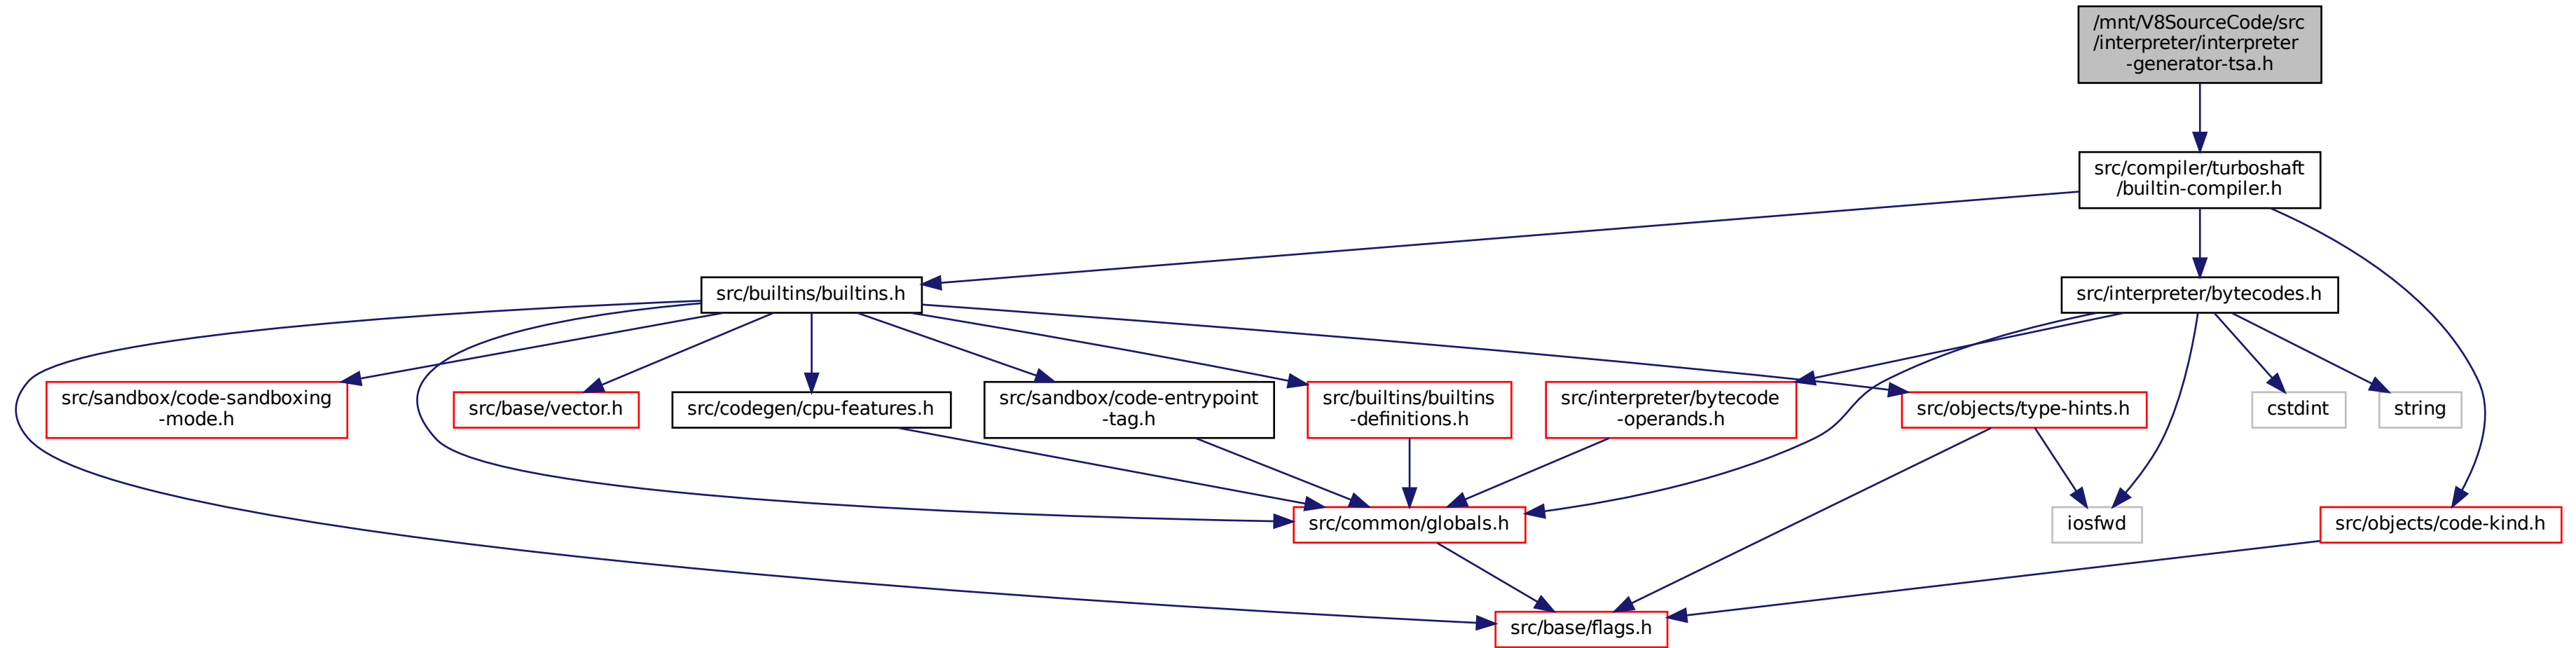 /mnt/V8SourceCode/src
/interpreter/interpreter
-generator-tsa.h
src/compiler/turboshaft
/builtin-compiler.h
src/builtins/builtins.h
src/interpreter/bytecodes.h
src/sandbox/code-sandboxing
-mode.h
src/base/vector.h
src/codegen/cpu-features.h
src/sandbox/code-entrypoint
-tag.h
src/builtins/builtins
-definitions.h
src/interpreter/bytecode
-operands.h
src/objects/type-hints.h
cstdint
string
src/common/globals.h
iosfwd
src/objects/code-kind.h
src/base/flags.h